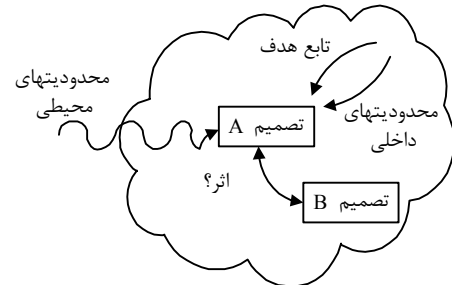 تابع هدف
محدودیتهای
محیطی
محدودیتهای
داخلی
تصمیم A
اثر؟
تصمیم B